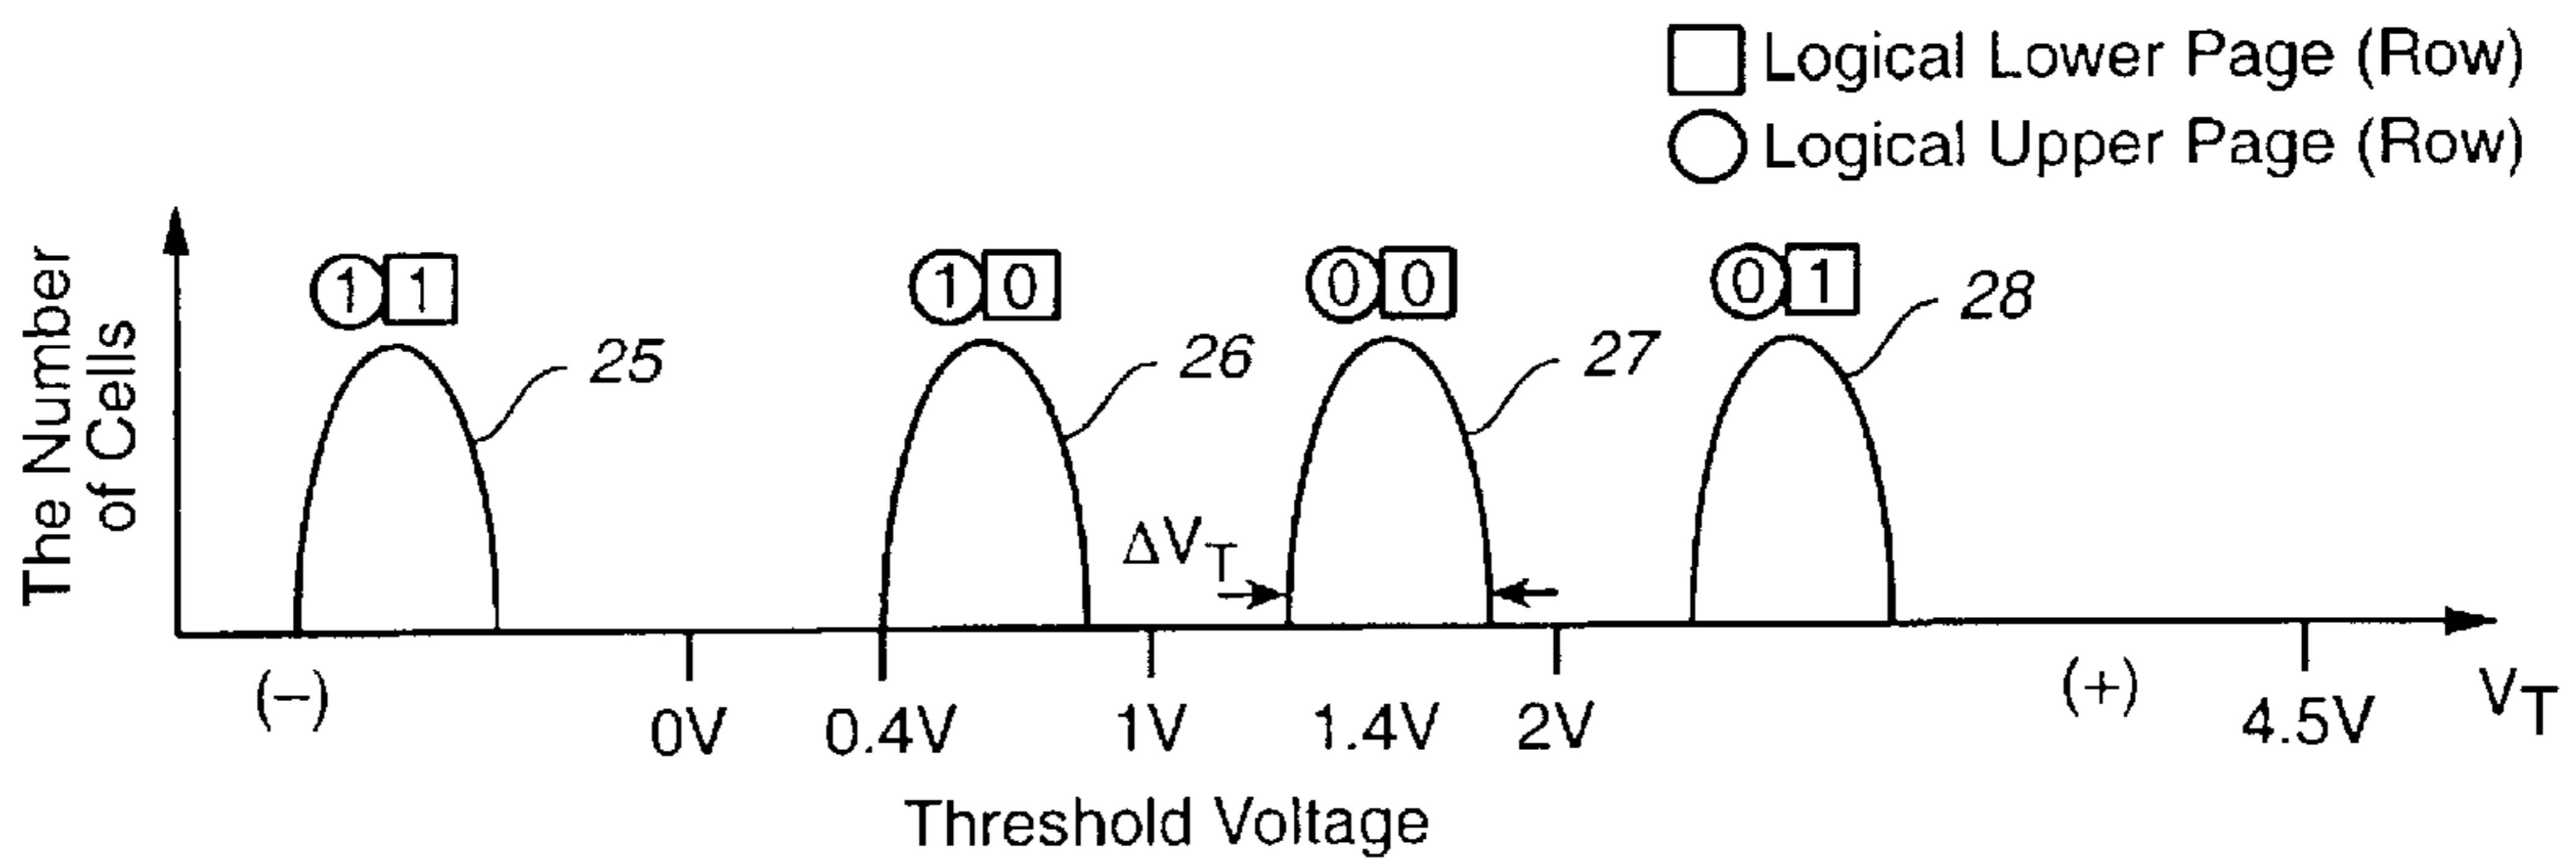 Logical Lower Page (Row)
Logical Upper Page (Row)
The Number
of Cells
1 1
1 0
0 0
0 1
25
26
27
28
ΔVT
(−)
0V
0.4V
1V
1.4V
2V
(+)
4.5V
VT
Threshold Voltage